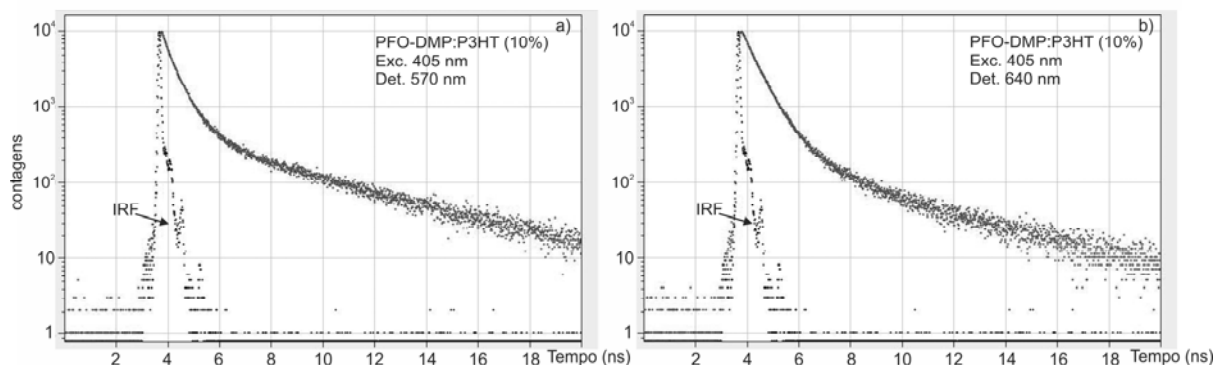 a)
10⁴
PFO-DMP:P3HT (10%)
Exc. 405 nm
Det. 570 nm
10³
contagens
10²
IRF
10
1
2 4 6 8 10 12 14 16 18 Tempo (ns)
b)
10⁴
PFO-DMP:P3HT (10%)
Exc. 405 nm
Det. 640 nm
10³
10²
IRF
10
1
2 4 6 8 10 12 14 16 18 Tempo (ns)